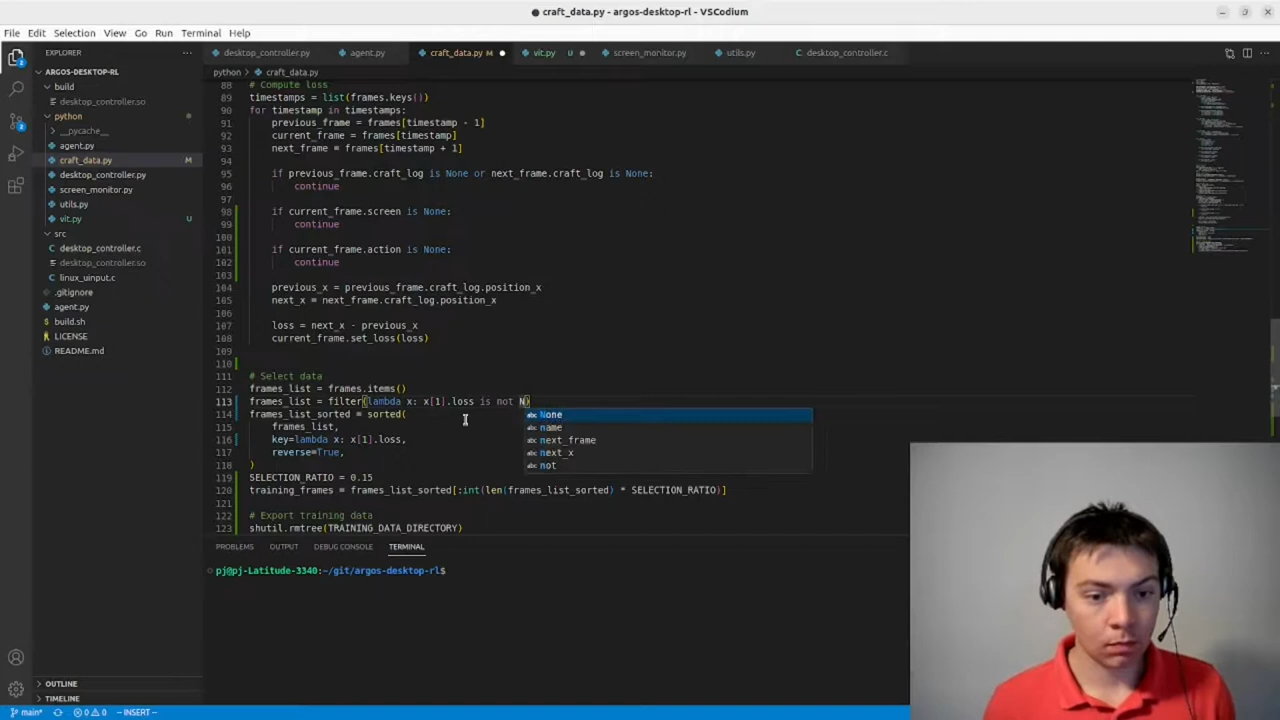 craft_data.py - argos-desktop-rl - VSCodium
File Edit Selection View Go Run Terminal Help
EXPLORER
desktop_controller.py
agent.py
craft_data.py M
vit.py U
screen_monitor.py
utils.py
desktop_controller.c
ARGOS-DESKTOP-RL
python > craft_data.py
build
desktop_controller.so
python
__pycache__
agent.py
craft_data.py M
desktop_controller.py
screen_monitor.py
utils.py
vit.py U
src
desktop_controller.c
desktop_controller.so
linux_uinput.c
.gitignore
agent.py
build.sh
LICENSE
README.md
88 # Compute loss
89 timestamps = list(frames.keys())
90 for timestamp in timestamps:
91 previous_frame = frames[timestamp - 1]
92 current_frame = frames[timestamp]
93 next_frame = frames[timestamp + 1]
94
95 if previous_frame.craft_log is None or next_frame.craft_log is None:
96 continue
97
98 if current_frame.screen is None:
99 continue
100
101 if current_frame.action is None:
102 continue
103
104 previous_x = previous_frame.craft_log.position_x
105 next_x = next_frame.craft_log.position_x
106
107 loss = next_x - previous_x
108 current_frame.set_loss(loss)
109
110
111 # Select data
112 frames_list = frames.items()
113 frames_list = filter(lambda x: x[1].loss is not N)
114 frames_list_sorted = sorted(
115 frames_list,
116 key=lambda x: x[1].loss,
117 reverse=True,
118 )
119 SELECTION_RATIO = 0.15
120 training_frames = frames_list_sorted[:int(len(frames_list_sorted) * SELECTION_RATIO)]
121
122 # Export training data
123 shutil.rmtree(TRAINING_DATA_DIRECTORY)
abc None
abc name
abc next_frame
abc next_x
abc not
PROBLEMS OUTPUT DEBUG CONSOLE TERMINAL
pj@pj-Latitude-3340:~/git/argos-desktop-rl$
OUTLINE
TIMELINE
main* 0 0 -- INSERT --